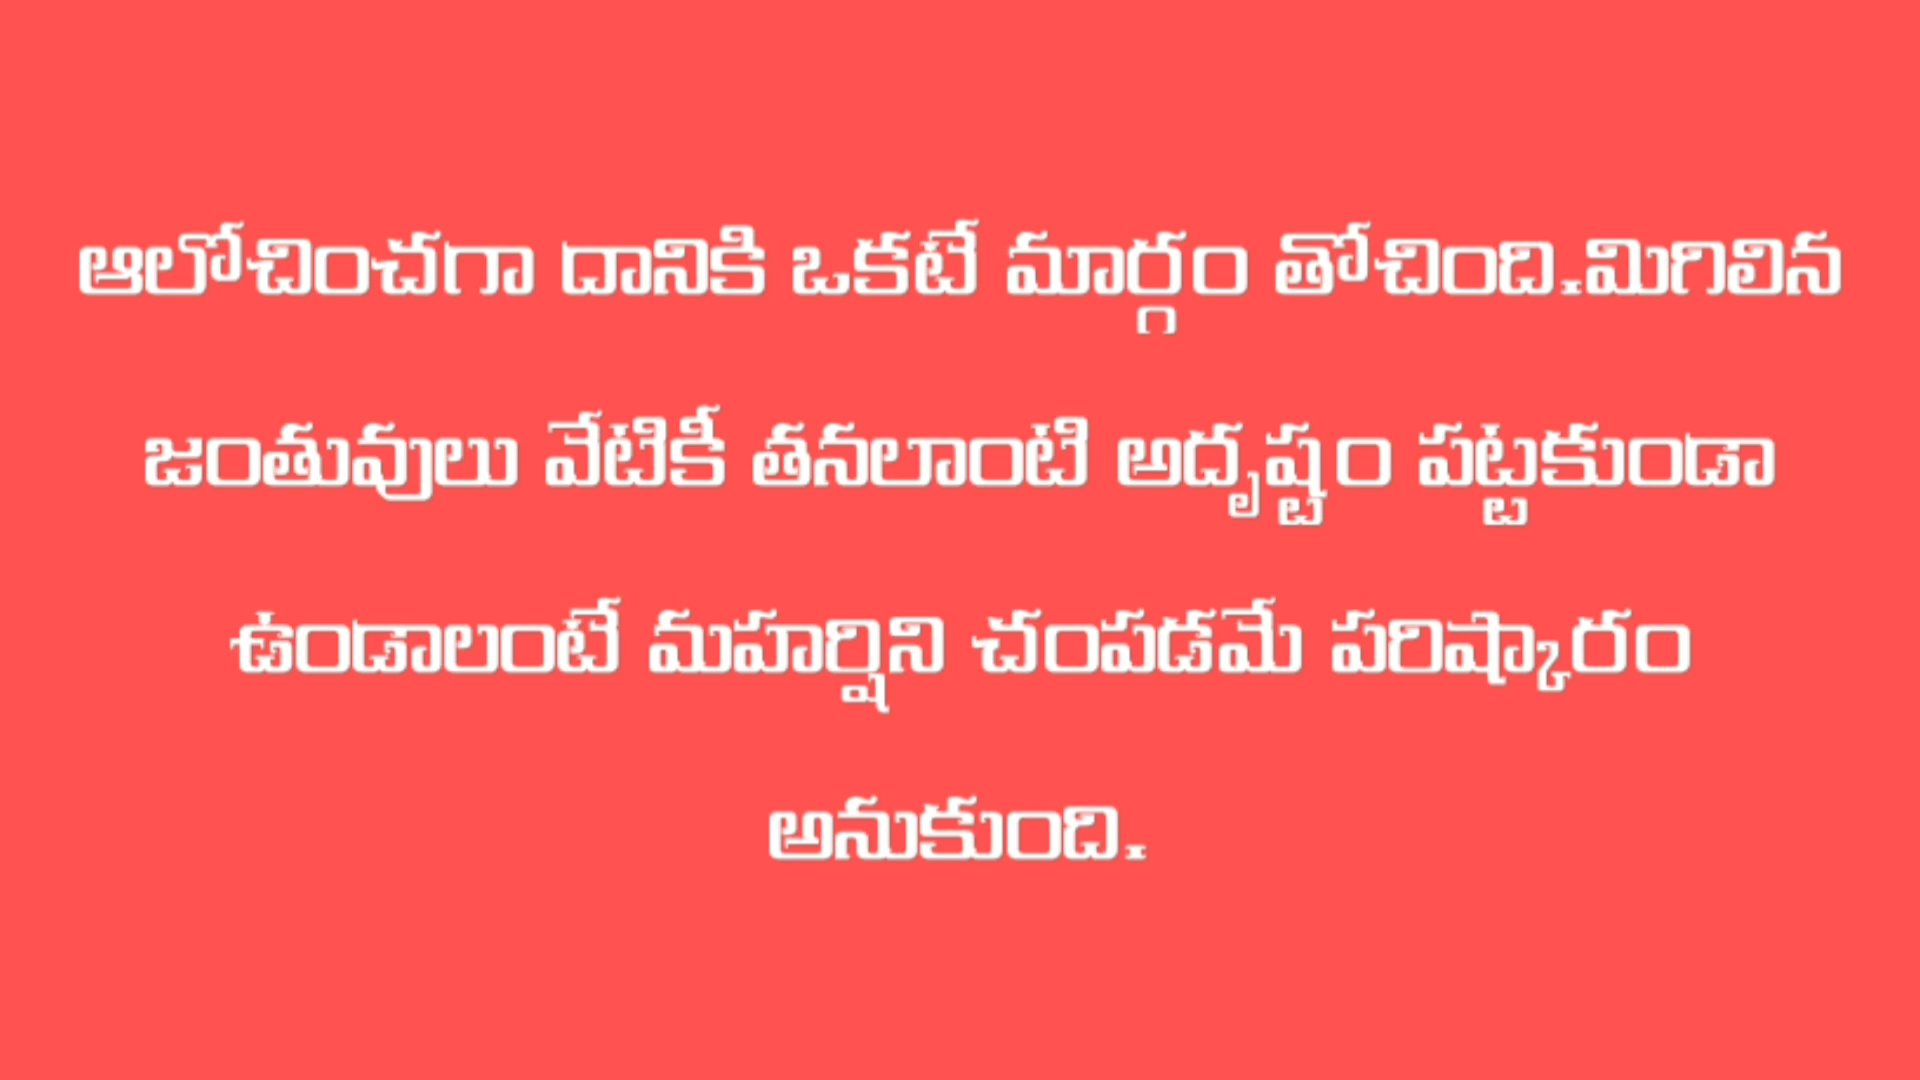 ఆలోచించగా దానికి ఒకటే మార్గం తోచింది.మిగిలిన
జంతువులు వేటికీ తనలాంటి అదృష్టం పట్టకుండా
ఉండాలంటే మహర్షిని చంపడమే పరిష్కారం
అనుకుంది.